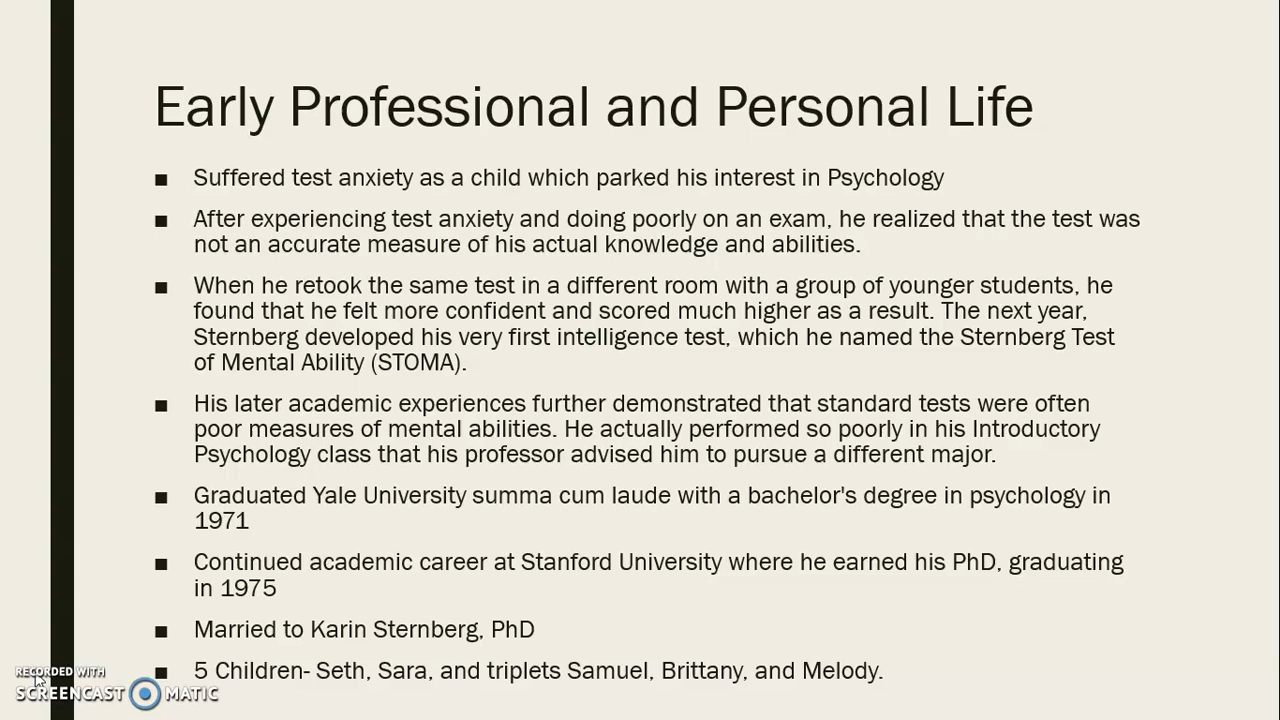 Early Professional and Personal Life
■ Suffered test anxiety as a child which parked his interest in Psychology
■ After experiencing test anxiety and doing poorly on an exam, he realized that the test was
not an accurate measure of his actual knowledge and abilities.
■ When he retook the same test in a different room with a group of younger students, he
found that he felt more confident and scored much higher as a result. The next year,
Sternberg developed his very first intelligence test, which he named the Sternberg Test
of Mental Ability (STOMA).
■ His later academic experiences further demonstrated that standard tests were often
poor measures of mental abilities. He actually performed so poorly in his Introductory
Psychology class that his professor advised him to pursue a different major.
■ Graduated Yale University summa cum laude with a bachelor's degree in psychology in
1971
■ Continued academic career at Stanford University where he earned his PhD, graduating
in 1975
■ Married to Karin Sternberg, PhD
■ 5 Children- Seth, Sara, and triplets Samuel, Brittany, and Melody.
RECORDED WITH
SCREENCAST MATIC